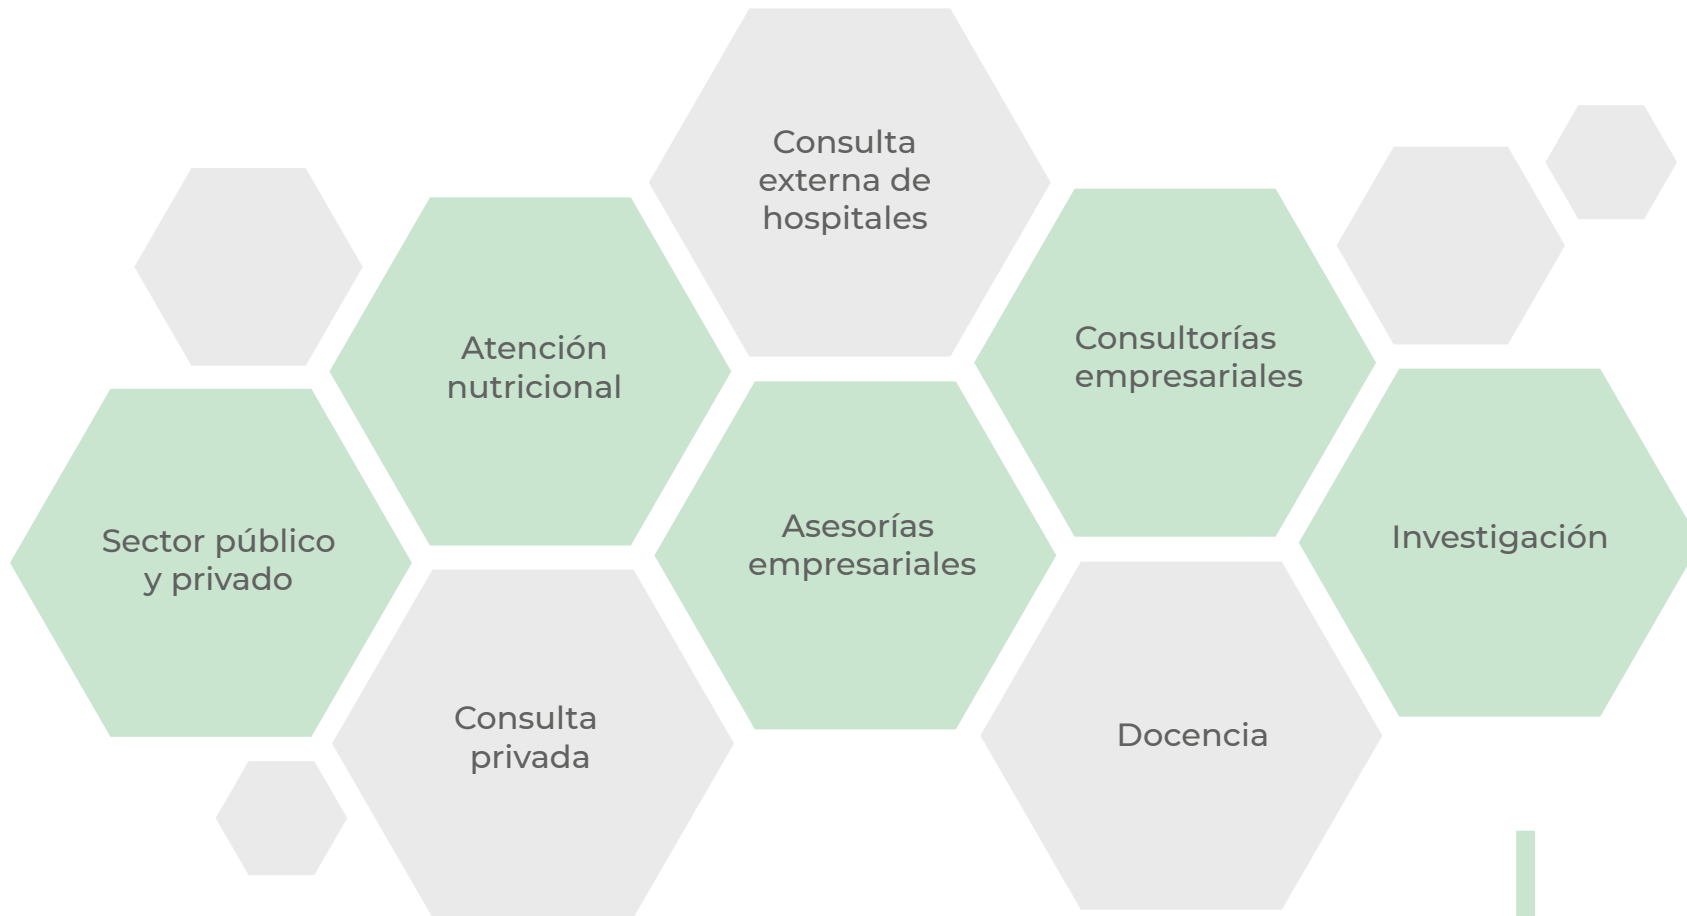 Consulta
externa de
hospitales
Atención
nutricional
Consultorías
empresariales
Sector público
y privado
Asesorías
empresariales
Investigación
Consulta
privada
Docencia